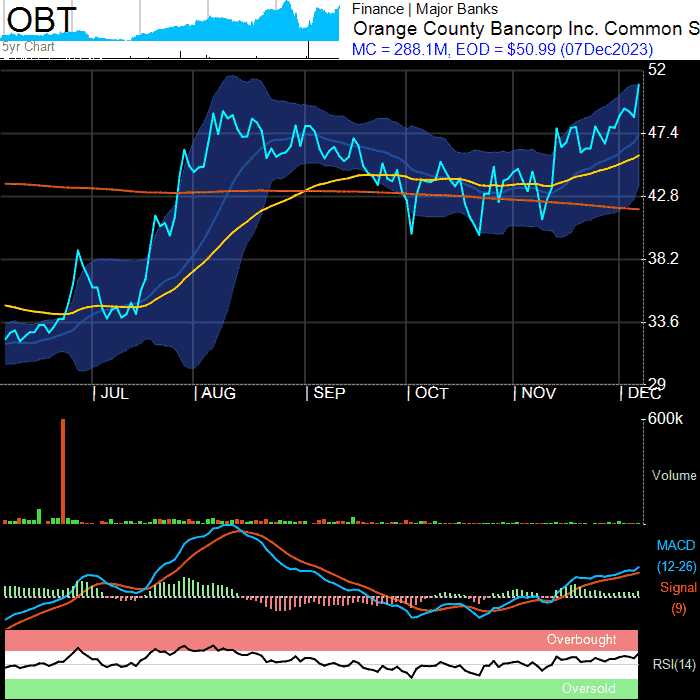 OBT
5yr Chart
Finance | Major Banks
Orange County Bancorp Inc. Common S
MC = 288.1M, EOD = $50.99 (07Dec2023)
52
47.4
42.8
38.2
33.6
29
JUL AUG SEP OCT NOV DEC
600k
Volume
MACD
(12-26)
Signal
(9)
Overbought
RSI(14)
Oversold